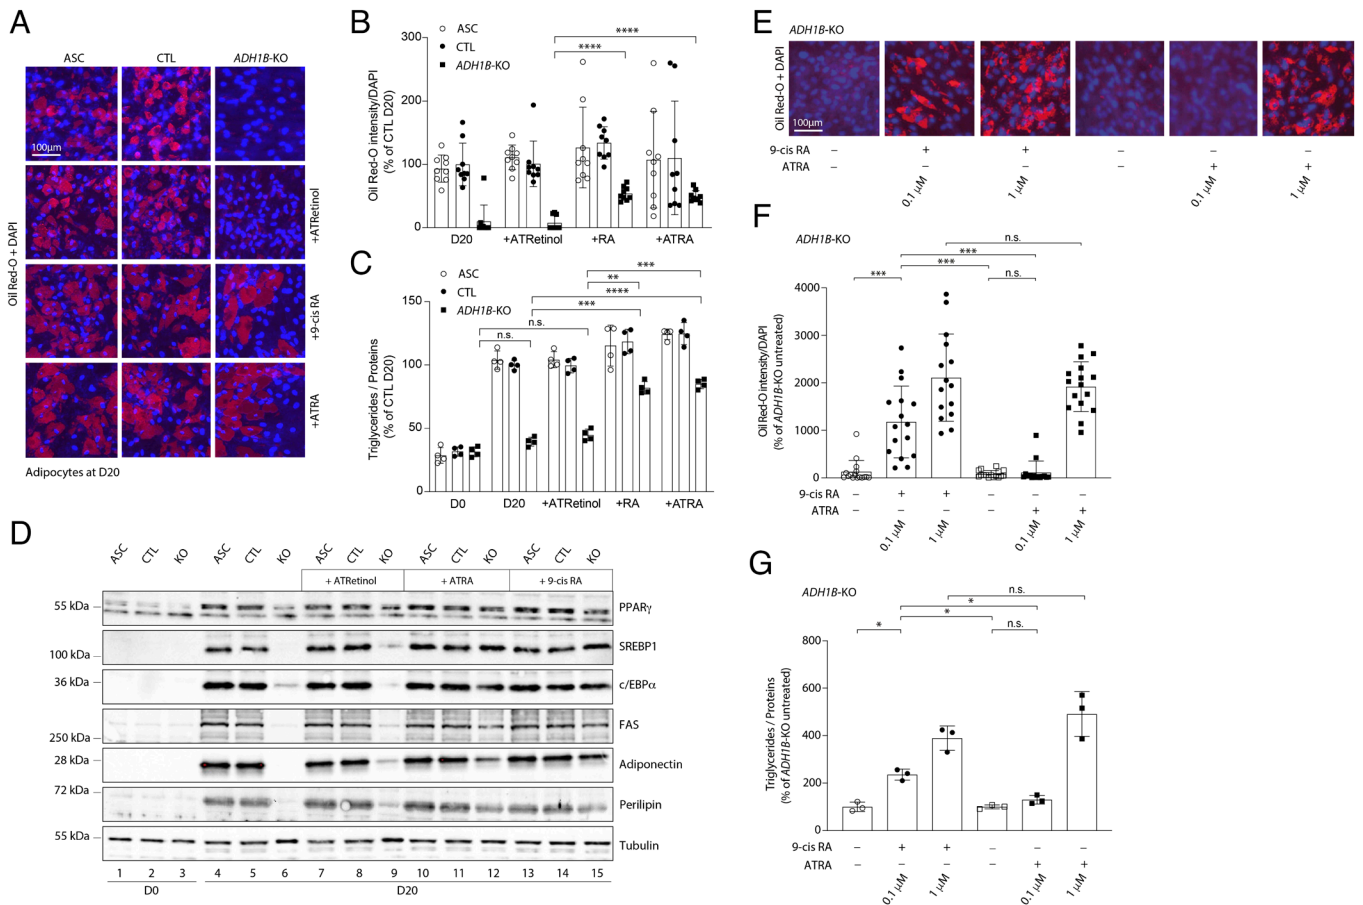 A
ASC
CTL
ADH1B-KO
100μm
Oil Red-O + DAPI
+ATRetinol
+9-cis RA
+ATRA
Adipocytes at D20
B
ASC
CTL
ADH1B-KO
****
****
Oil Red-O intensity/DAPI
(% of CTL D20)
300
200
100
0
D20
+ATRetinol
+RA
+ATRA
C
ASC
CTL
ADH1B-KO
***
**
****
***
n.s.
n.s.
Triglycerides / Proteins
(% of CTL D20)
150
100
50
0
D0
D20
+ATRetinol
+RA
+ATRA
D
ASC
CTL
KO
ASC
CTL
KO
ASC
CTL
KO
ASC
CTL
KO
ASC
CTL
KO
+ ATRetinol
+ ATRA
+ 9-cis RA
55 kDa
PPARγ
100 kDa
SREBP1
36 kDa
c/EBPα
250 kDa
FAS
28 kDa
Adiponectin
72 kDa
Perilipin
55 kDa
Tubulin
1 2 3 4 5 6 7 8 9 10 11 12 13 14 15
D0
D20
E
ADH1B-KO
Oil Red-O + DAPI
100μm
9-cis RA – + + – – –
ATRA – – – – + +
0.1 μM
1 μM
0.1 μM
1 μM
F
ADH1B-KO
n.s.
***
***
***
n.s.
Oil Red-O intensity/DAPI
(% of ADH1B-KO untreated)
4000
3000
2000
1000
0
9-cis RA – + + – – –
ATRA – – – – + +
0.1 μM
1 μM
0.1 μM
1 μM
G
ADH1B-KO
n.s.
*
*
*
n.s.
Triglycerides / Proteins
(% of ADH1B-KO untreated)
800
600
400
200
0
9-cis RA – + + – – –
ATRA – – – – + +
0.1 μM
1 μM
0.1 μM
1 μM